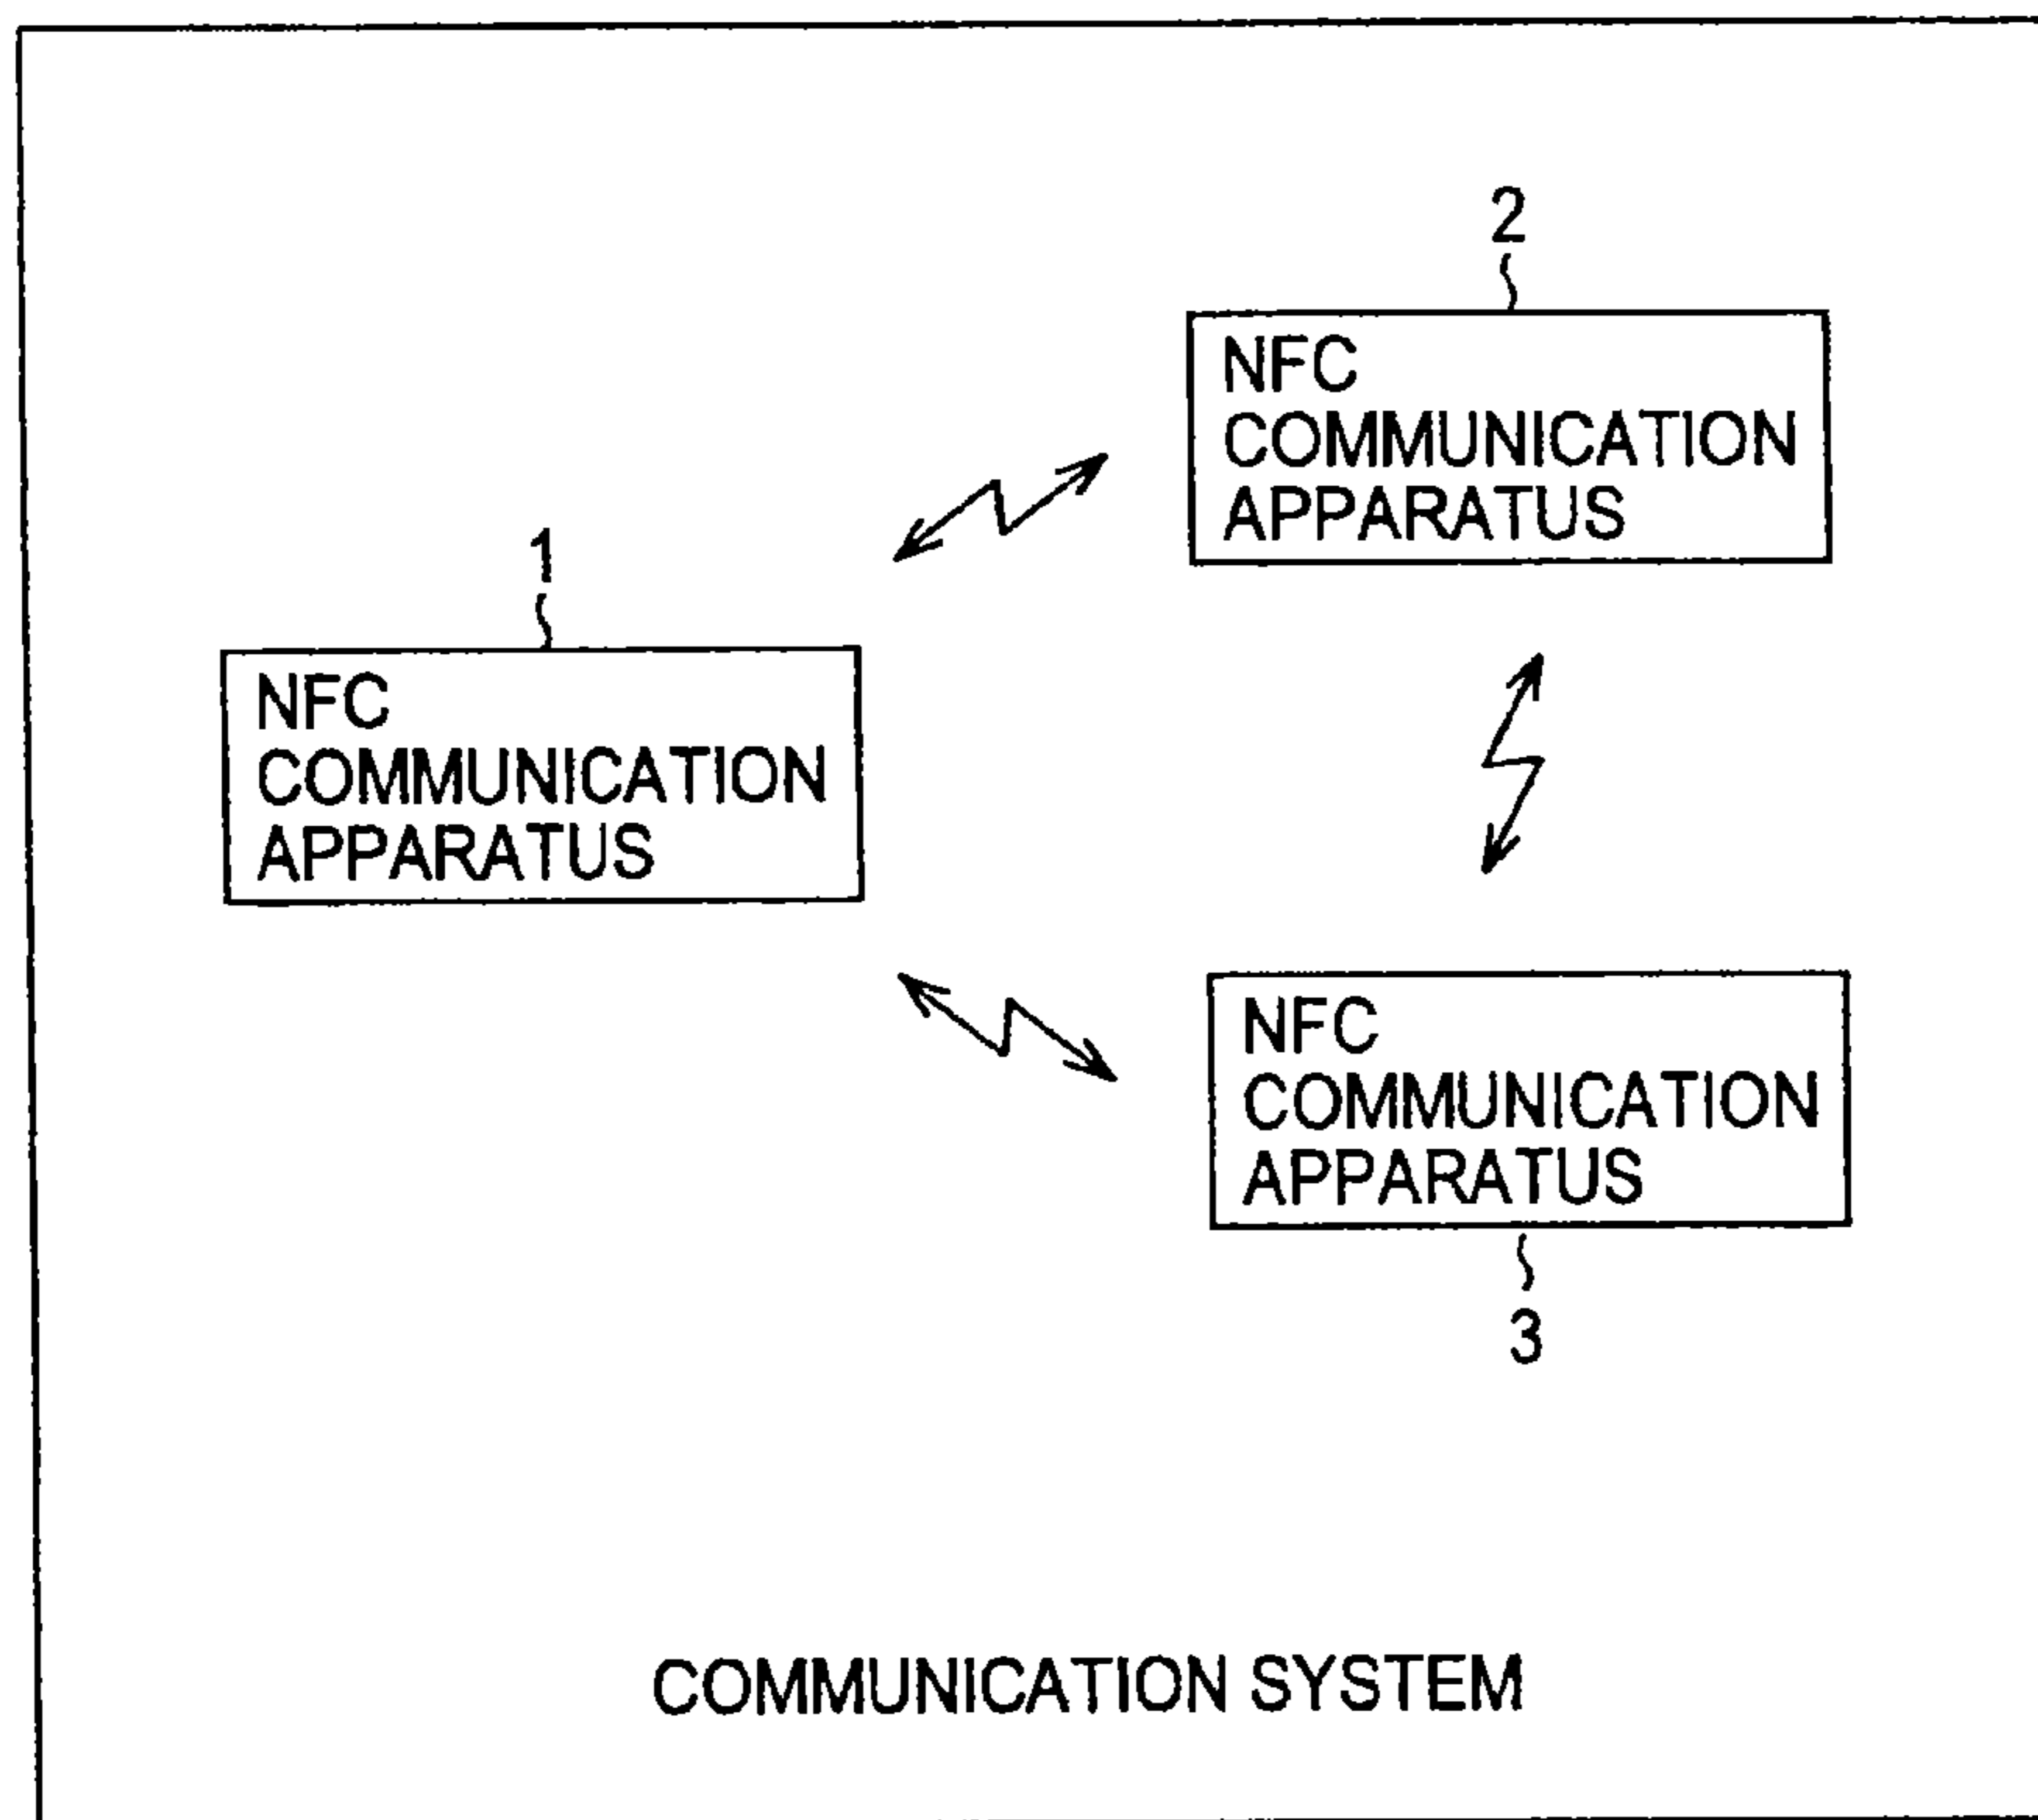 2
NFC
COMMUNICATION
APPARATUS
1
NFC
COMMUNICATION
APPARATUS
NFC
COMMUNICATION
APPARATUS
3
COMMUNICATION SYSTEM